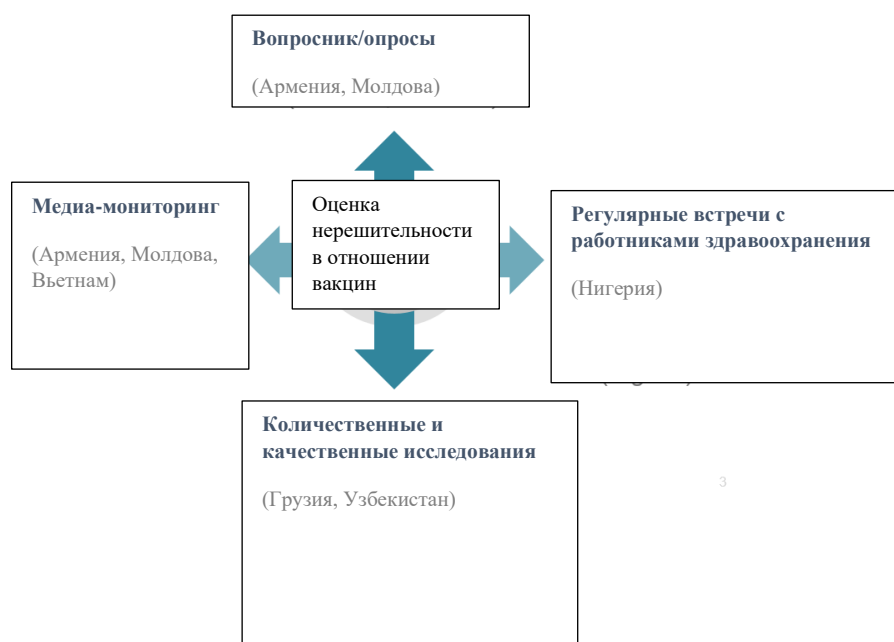 Вопросник/опросы
(Армения, Молдова)
Медиа-мониторинг
(Армения, Молдова,
Вьетнам)
Оценка
нерешительности
в отношении
вакцин
Регулярные встречи с
работниками здравоохранения
(Нигерия)
Количественные и
качественные исследования
(Грузия, Узбекистан)
3